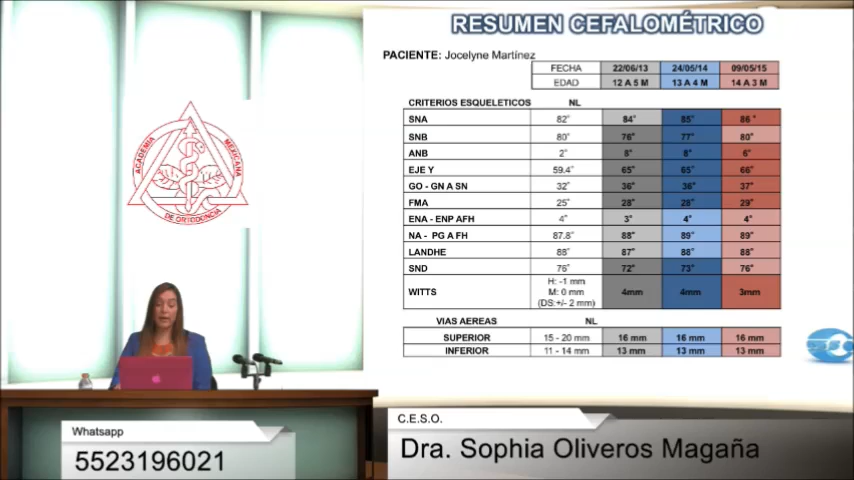 RESUMEN CEFALOMÉTRICO
PACIENTE: Jocelyne Martínez
FECHA 22/06/13 24/05/14 09/05/15
EDAD 12 A 5 M 13 A 4 M 14 A 3 M
CRITERIOS ESQUELETICOS NL
SNA 82° 84° 85° 86°
SNB 80° 76° 77° 80°
ANB 2° 8° 8° 6°
EJE Y 59.4° 65° 65° 66°
GO - GN A SN 32° 36° 36° 37°
FMA 25° 28° 28° 29°
ENA - ENP AFH 4° 3° 4° 4°
NA - PG A FH 87.8° 88° 89° 89°
LANDHE 88° 87° 88° 88°
SND 76° 72° 73° 76°
WITTS H: -1 mm 4mm 4mm 3mm
M: 0 mm
(DS:+/- 2 mm)
VIAS AEREAS NL
SUPERIOR 15 - 20 mm 16 mm 16 mm 16 mm
INFERIOR 11 - 14 mm 13 mm 13 mm 13 mm
ACADEMIA MEXICANA
DE ORTODONCIA
Whatsapp
5523196021
C.E.S.O.
Dra. Sophia Oliveros Magaña